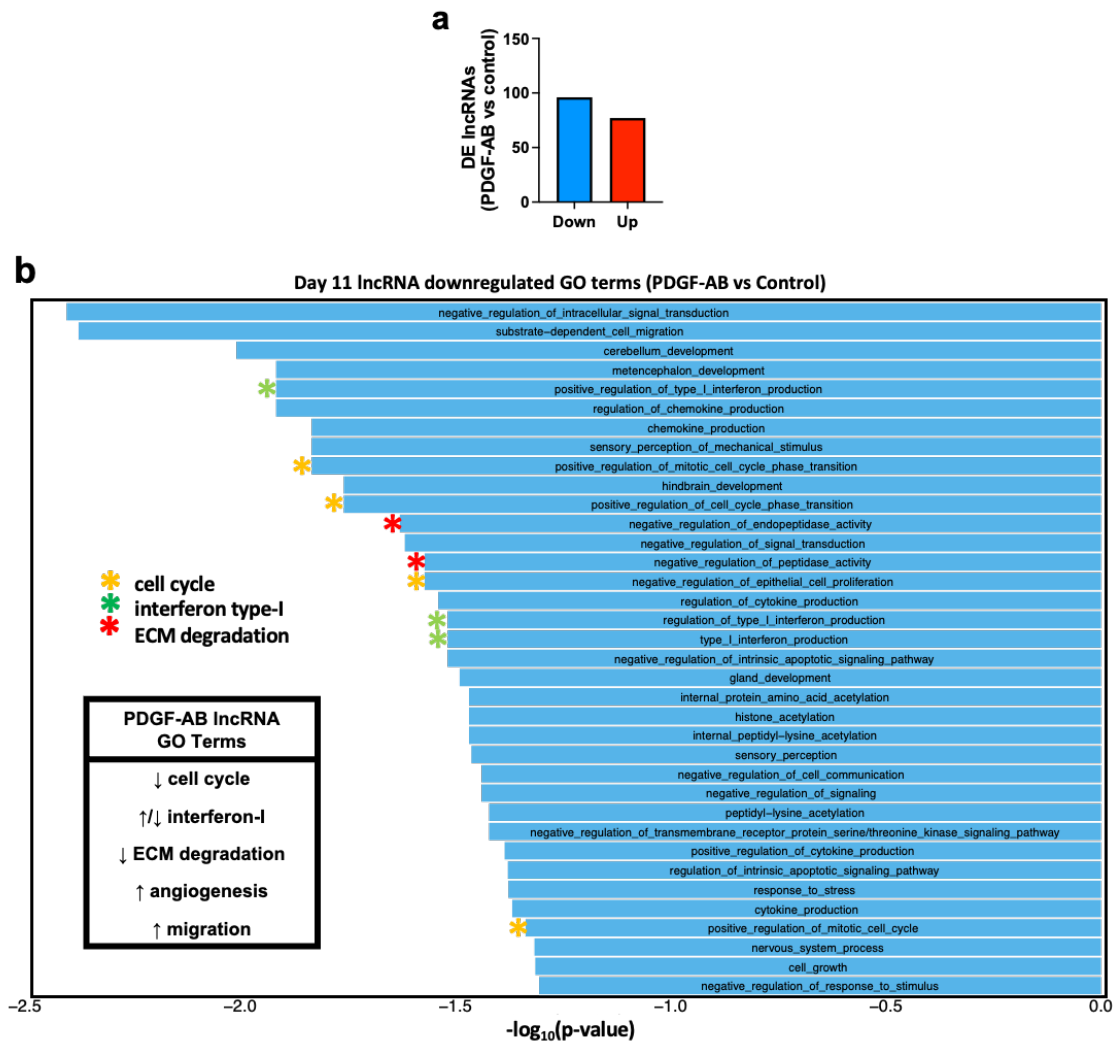 a
150
100
50
0
DE lncRNAs
(PDGF-AB vs control)
Down Up
b
Day 11 lncRNA downregulated GO terms (PDGF-AB vs Control)
negative_regulation_of_intracellular_signal_transduction
substrate−dependent_cell_migration
cerebellum_development
metencephalon_development
positive_regulation_of_type_I_interferon_production
regulation_of_chemokine_production
chemokine_production
sensory_perception_of_mechanical_stimulus
positive_regulation_of_mitotic_cell_cycle_phase_transition
hindbrain_development
positive_regulation_of_cell_cycle_phase_transition
negative_regulation_of_endopeptidase_activity
negative_regulation_of_signal_transduction
negative_regulation_of_peptidase_activity
negative_regulation_of_epithelial_cell_proliferation
regulation_of_cytokine_production
regulation_of_type_I_interferon_production
type_I_interferon_production
negative_regulation_of_intrinsic_apoptotic_signaling_pathway
gland_development
internal_protein_amino_acid_acetylation
histone_acetylation
internal_peptidyl−lysine_acetylation
sensory_perception
negative_regulation_of_cell_communication
negative_regulation_of_signaling
peptidyl−lysine_acetylation
negative_regulation_of_transmembrane_receptor_protein_serine/threonine_kinase_signaling_pathway
positive_regulation_of_cytokine_production
regulation_of_intrinsic_apoptotic_signaling_pathway
response_to_stress
cytokine_production
positive_regulation_of_mitotic_cell_cycle
nervous_system_process
cell_growth
negative_regulation_of_response_to_stimulus
* cell cycle
* interferon type-I
* ECM degradation
PDGF-AB lncRNA
GO Terms
↓ cell cycle
↑/↓ interferon-I
↓ ECM degradation
↑ angiogenesis
↑ migration
−2.5 −2.0 −1.5 −1.0 −0.5 0.0
-log10(p-value)